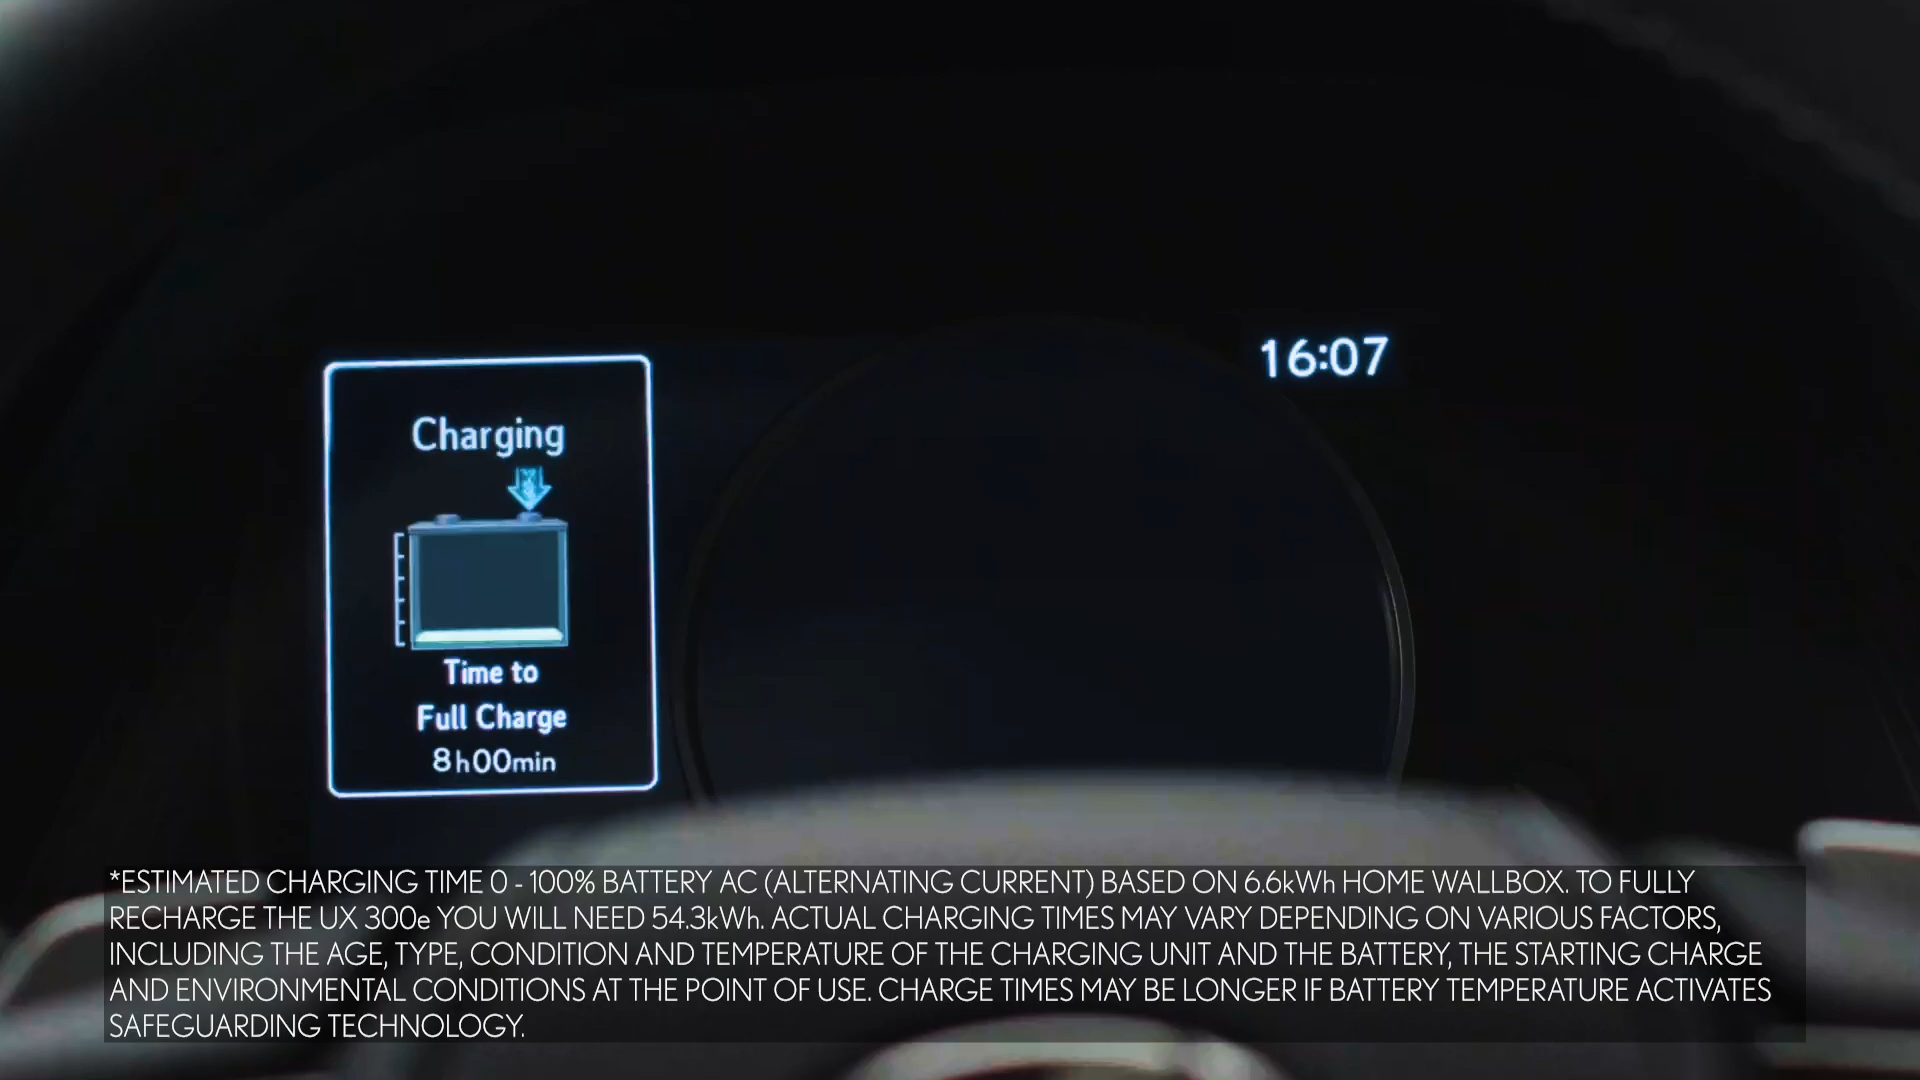 16:07
Charging
Time to
Full Charge
8h00min
*ESTIMATED CHARGING TIME 0 - 100% BATTERY AC (ALTERNATING CURRENT) BASED ON 6.6kWh HOME WALLBOX. TO FULLY
RECHARGE THE UX 300e YOU WILL NEED 54.3kWh. ACTUAL CHARGING TIMES MAY VARY DEPENDING ON VARIOUS FACTORS,
INCLUDING THE AGE, TYPE, CONDITION AND TEMPERATURE OF THE CHARGING UNIT AND THE BATTERY, THE STARTING CHARGE
AND ENVIRONMENTAL CONDITIONS AT THE POINT OF USE. CHARGE TIMES MAY BE LONGER IF BATTERY TEMPERATURE ACTIVATES
SAFEGUARDING TECHNOLOGY.